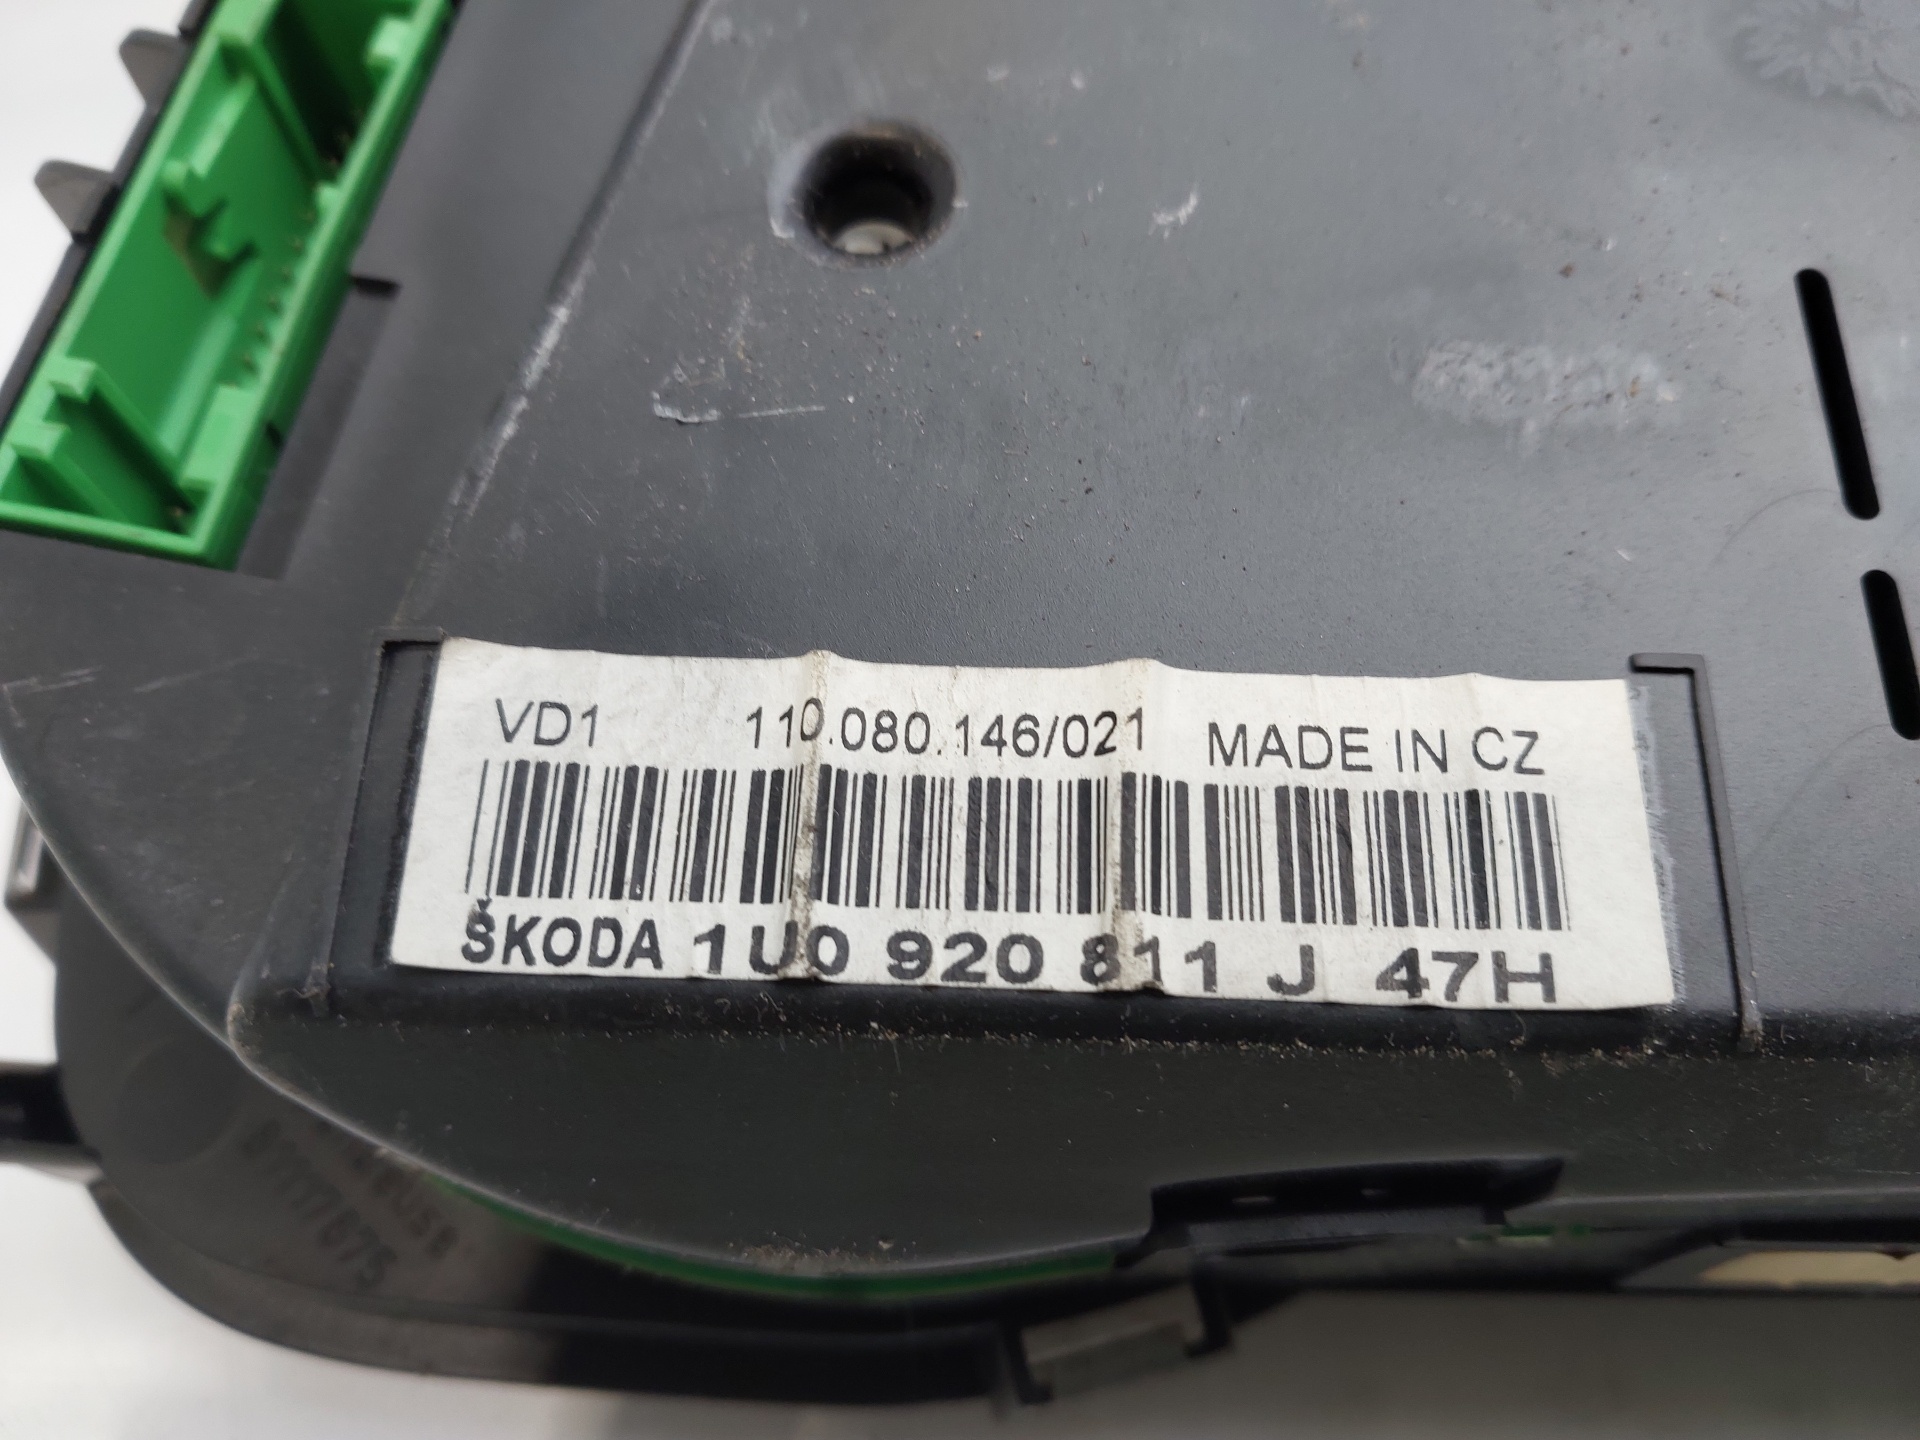 VD1 110.080.146/021 MADE IN CZ
ŠKODA 1U0 920 811 J 47H